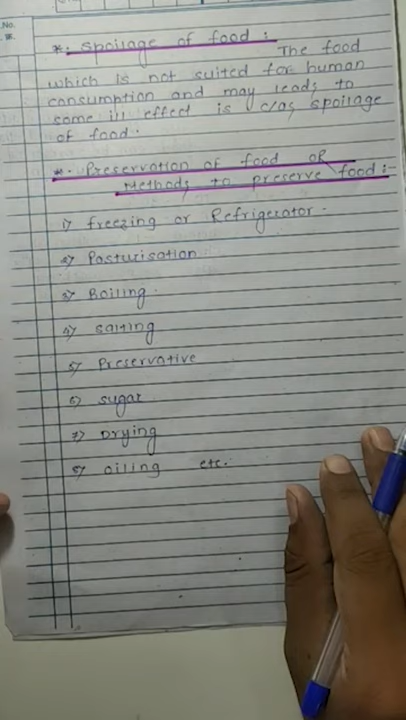 No.
*. Spoilage of food :
The food
which is not suited for human
consumption and may leads to
some ill effect is c/as spoilage
of food.
*. Preservation of food OR
Methods to preserve food :
1) freezing or Refrigerator.
2) Pasturisation
3) Boiling.
4) salting
5) Preservative
6) sugar
7) Drying
8) oiling etc.